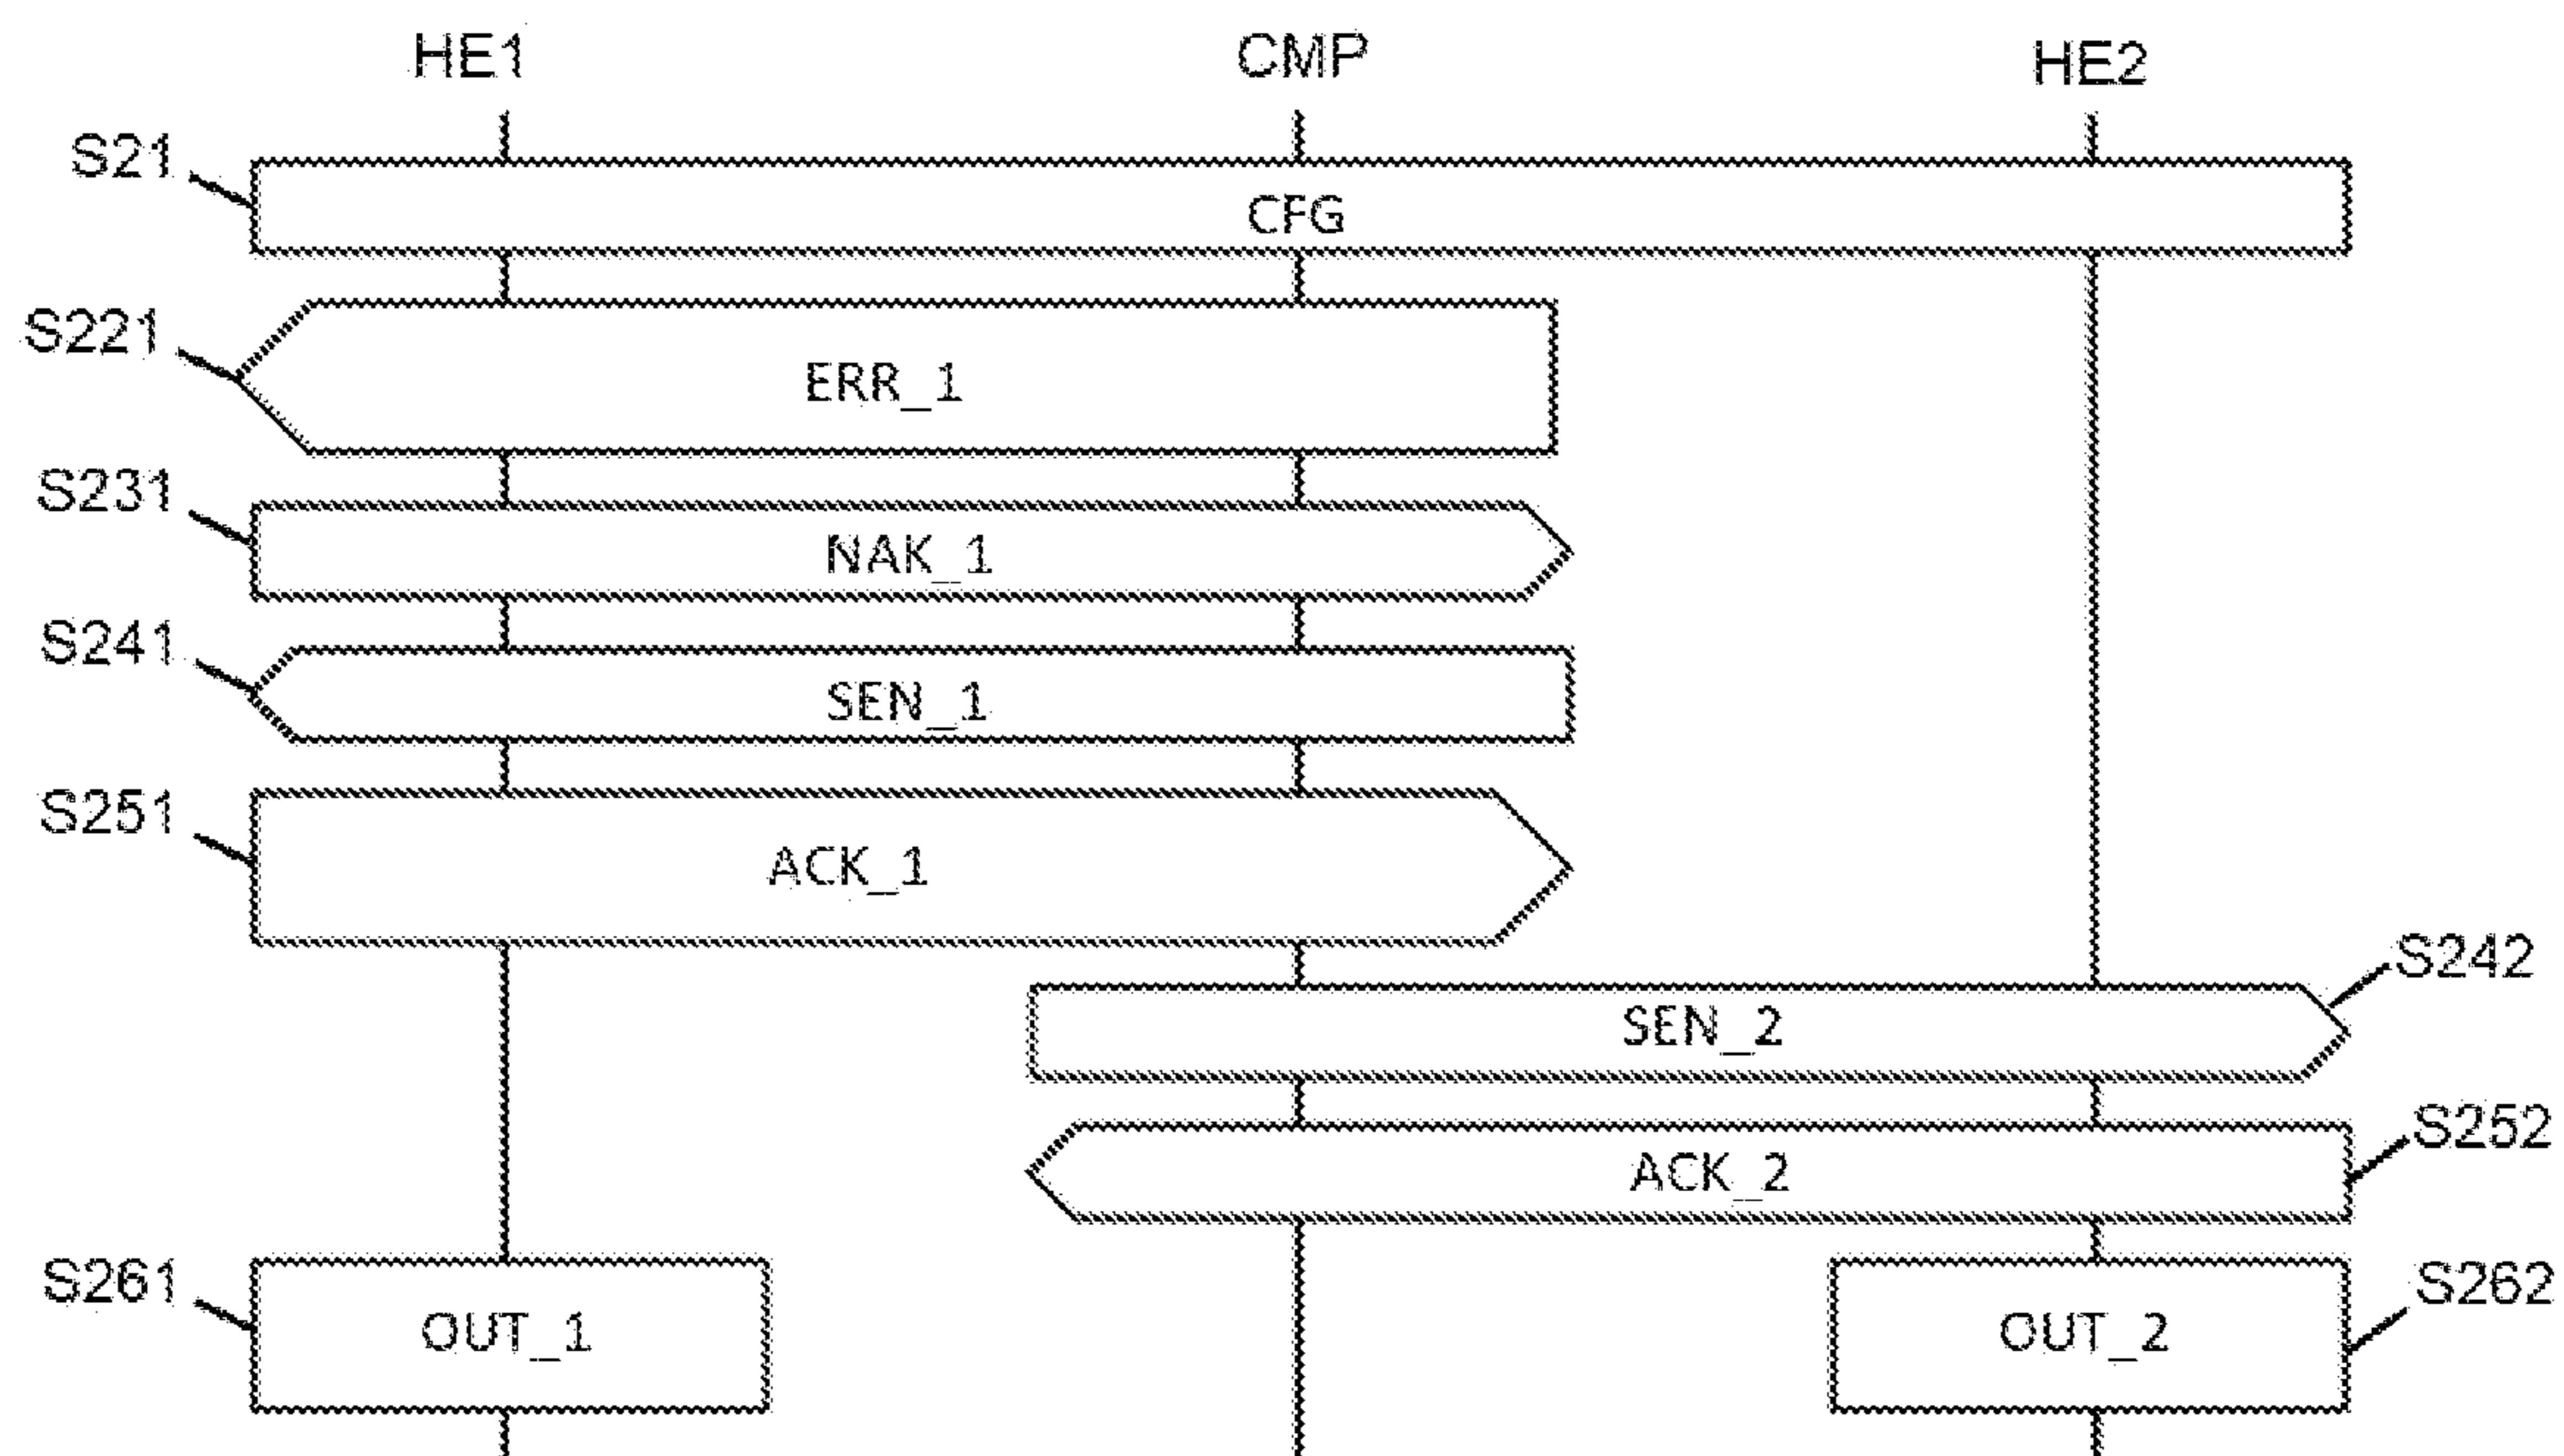 HE1 CMP HE2
S21
CFG
S221
ERR_1
S231
NAK_1
S241
SEN_1
S251
ACK_1
S242
SEN_2
S252
ACK_2
S261
OUT_1
OUT_2
S262